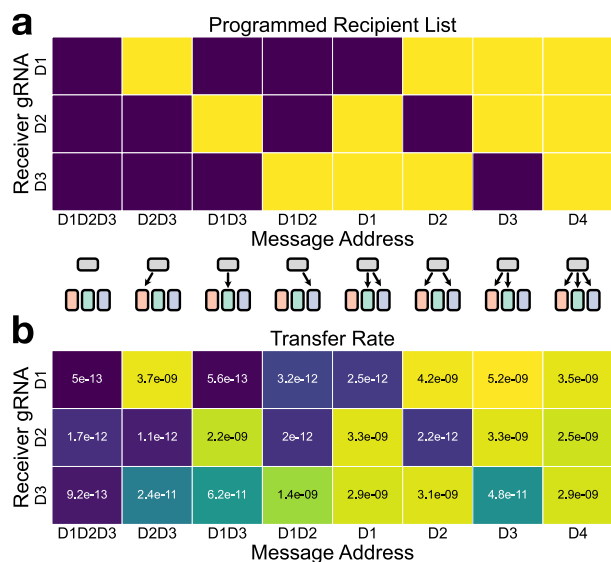 a
Programmed Recipient List
Receiver gRNA
D1
D2
D3
D1D2D3 D2D3 D1D3 D1D2 D1 D2 D3 D4
Message Address
b
Transfer Rate
Receiver gRNA
D1 5e-13 3.7e-09 5.6e-13 3.2e-12 2.5e-12 4.2e-09 5.2e-09 3.5e-09
D2 1.7e-12 1.1e-12 2.2e-09 2e-12 3.3e-09 2.2e-12 3.3e-09 2.5e-09
D3 9.2e-13 2.4e-11 6.2e-11 1.4e-09 2.9e-09 3.1e-09 4.8e-11 2.9e-09
D1D2D3 D2D3 D1D3 D1D2 D1 D2 D3 D4
Message Address